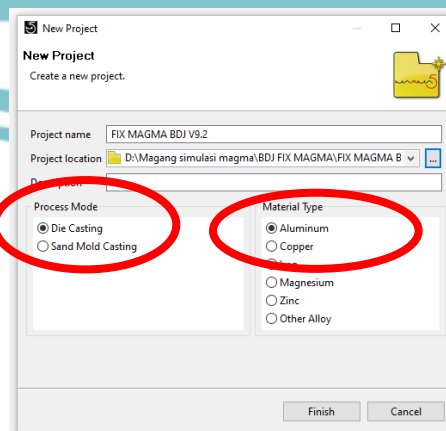 New Project
New Project
Create a new project.
Project name FIX MAGMA BDJ V9.2
Project location D:\Magang simulasi magma\BDJ FIX MAGMA\FIX MAGMA B ...
Process Mode
Die Casting
Sand Mold Casting
Material Type
Aluminum
Copper
Magnesium
Zinc
Other Alloy
Finish Cancel